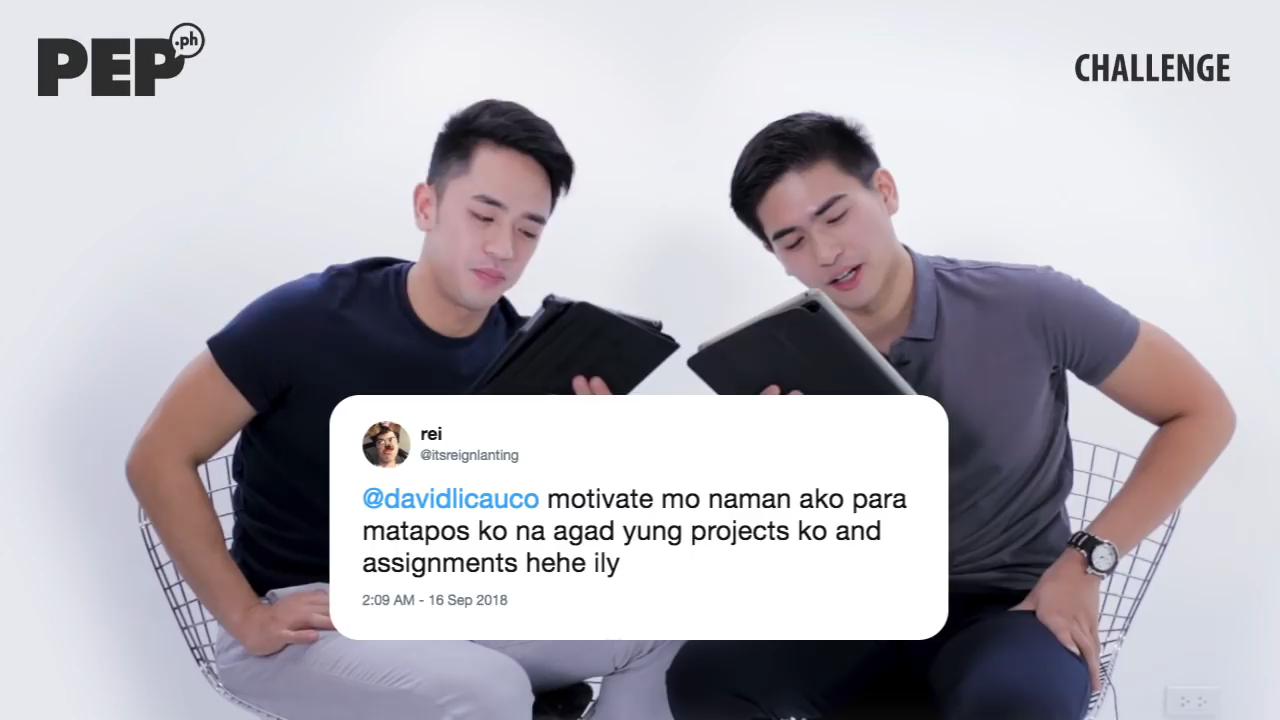 PEP.ph
CHALLENGE
rei
@itsreignlanting
@davidlicauco motivate mo naman ako para
matapos ko na agad yung projects ko and
assignments hehe ily
2:09 AM - 16 Sep 2018